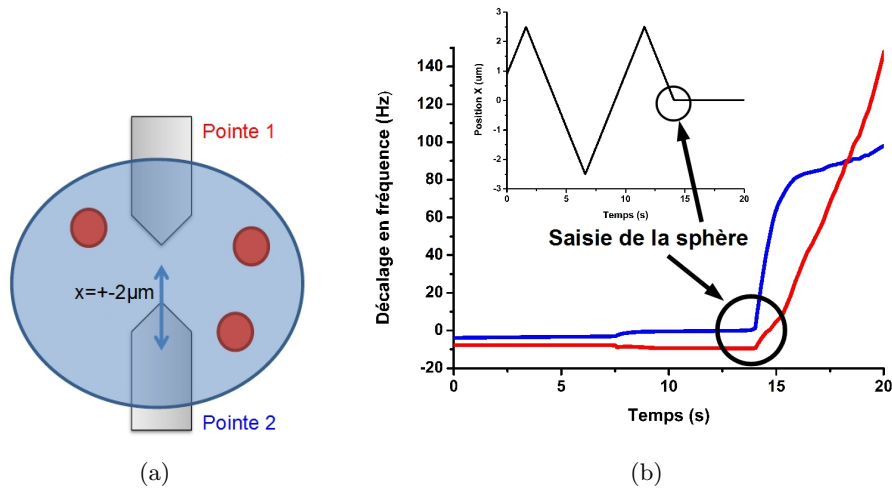 Pointe 1
x=+-2µm
Pointe 2
(a)
Décalage en fréquence (Hz)
140
120
100
80
60
40
20
0
-20
0
5
10
15
20
Temps (s)
Position X (um)
3
2
1
0
-1
-2
-3
0
5
10
15
20
Temps (s)
Saisie de la sphère
(b)